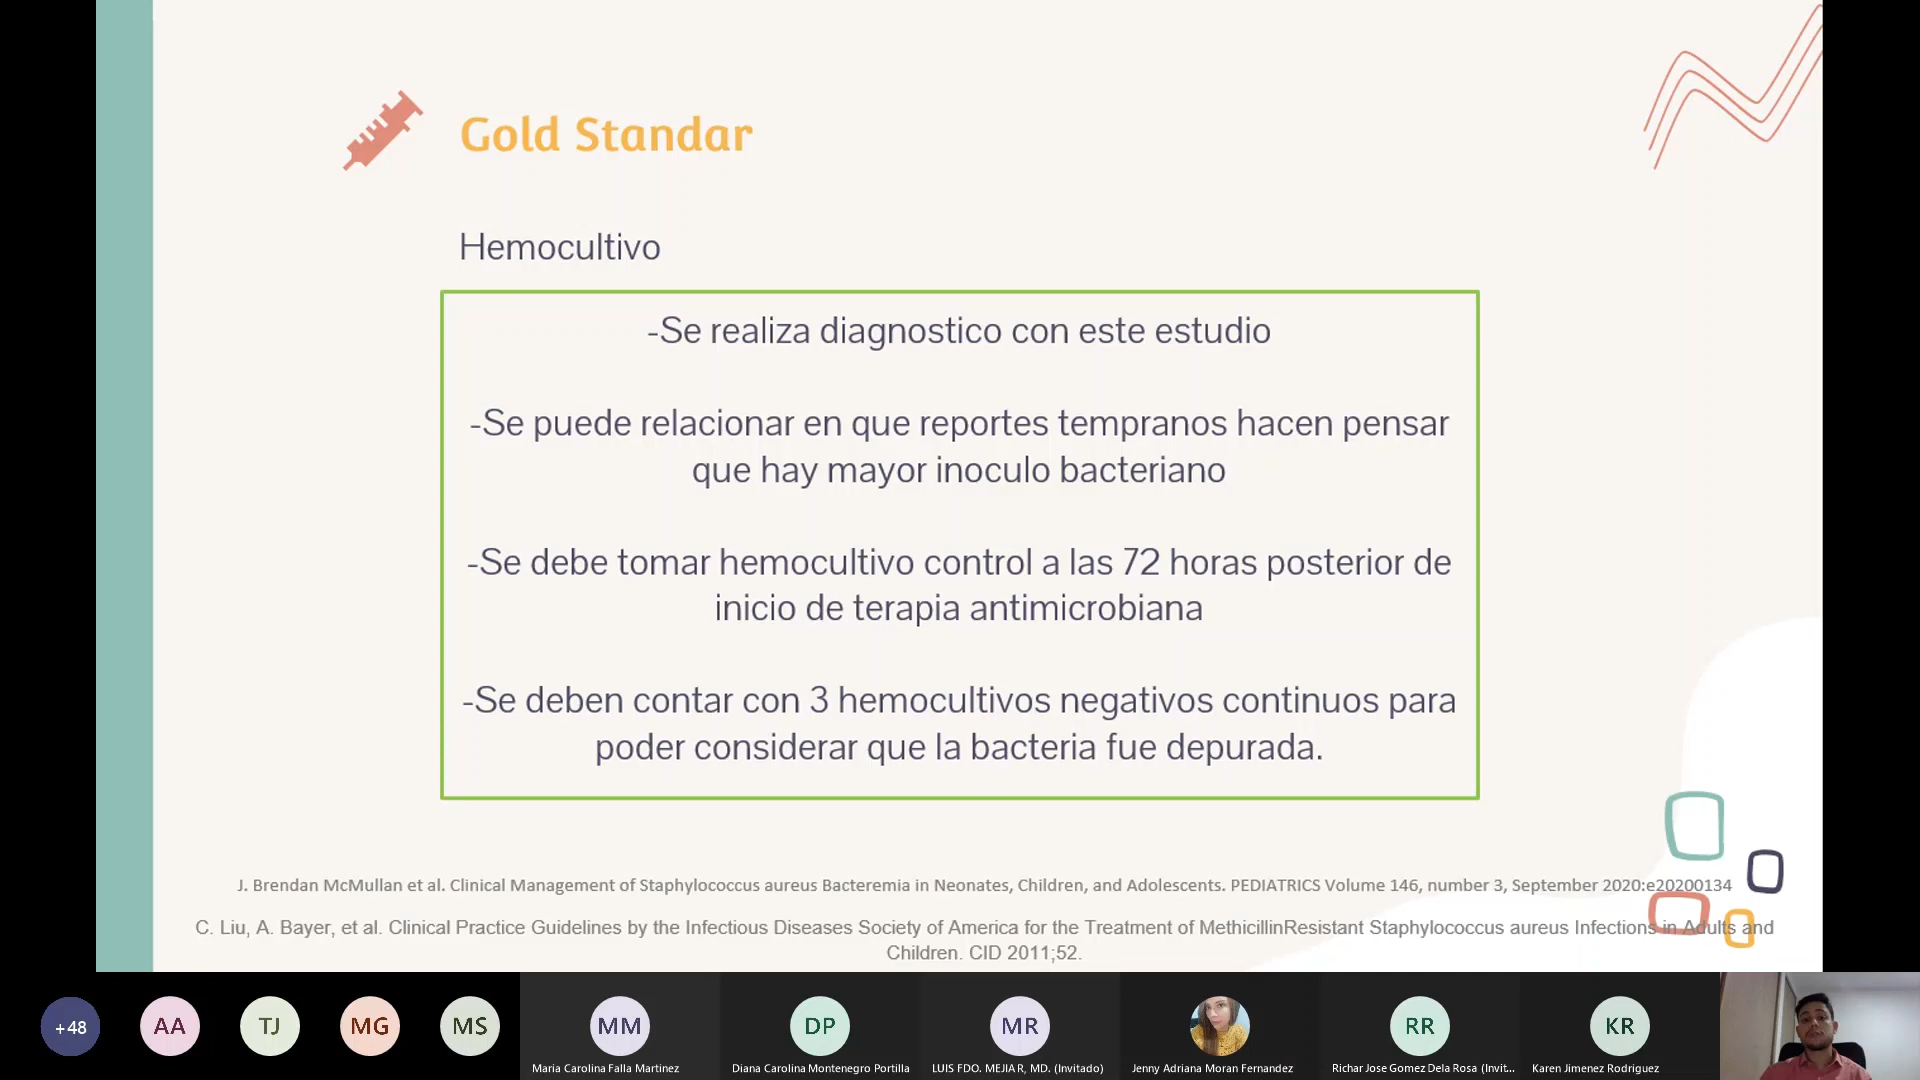 Gold Standar
Hemocultivo
-Se realiza diagnostico con este estudio
-Se puede relacionar en que reportes tempranos hacen pensar
que hay mayor inoculo bacteriano
-Se debe tomar hemocultivo control a las 72 horas posterior de
inicio de terapia antimicrobiana
-Se deben contar con 3 hemocultivos negativos continuos para
poder considerar que la bacteria fue depurada.
J. Brendan McMullan et al. Clinical Management of Staphylococcus aureus Bacteremia in Neonates, Children, and Adolescents. PEDIATRICS Volume 146, number 3, September 2020:e20200134
C. Liu, A. Bayer, et al. Clinical Practice Guidelines by the Infectious Diseases Society of America for the Treatment of MethicillinResistant Staphylococcus aureus Infections in Adults and
Children. CID 2011;52.
+48
AA
TJ
MG
MS
MM
DP
MR
RR
KR
Maria Carolina Falla Martinez
Diana Carolina Montenegro Portilla
LUIS FDO. MEJIA R, MD. (Invitado)
Jenny Adriana Moran Fernandez
Richar Jose Gomez Dela Rosa (Invit...
Karen Jimenez Rodriguez